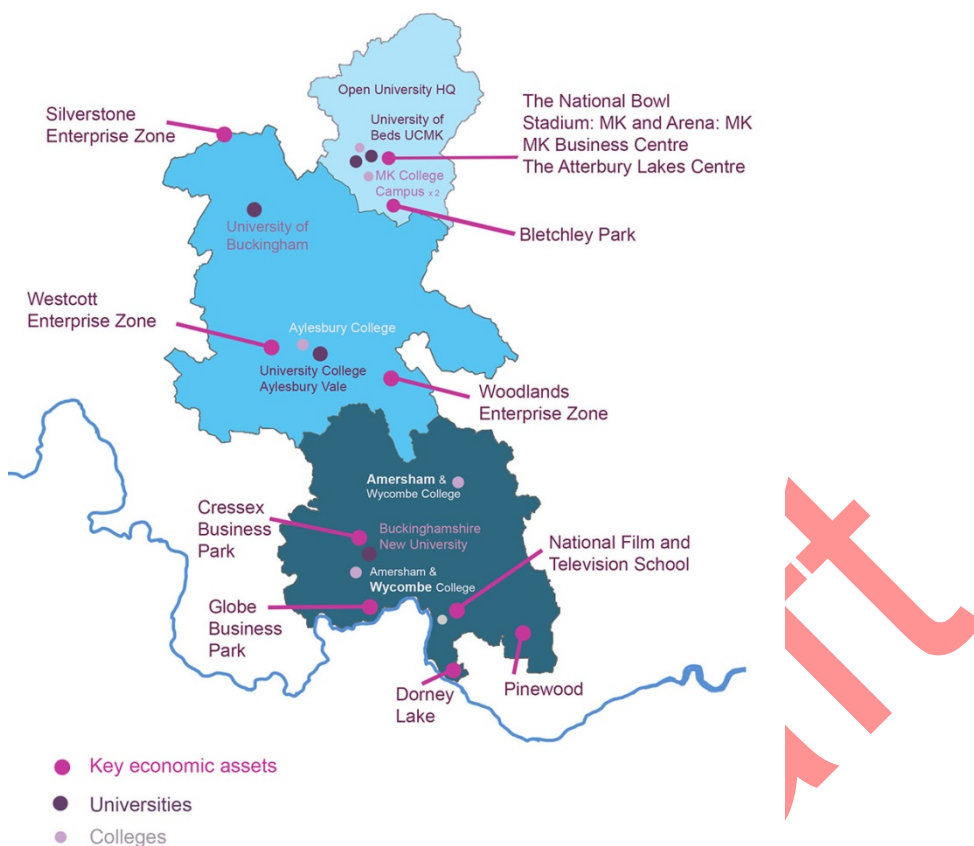 Open University HQ
Silverstone
Enterprise Zone
The National Bowl
Stadium: MK and Arena: MK
MK Business Centre
The Atterbury Lakes Centre
University of
Beds UCMK
MK College
Campus x 2
Bletchley Park
University of
Buckingham
Westcott
Enterprise Zone
Aylesbury College
University College
Aylesbury Vale
Woodlands
Enterprise Zone
Amersham &
Wycombe College
Cressex
Business
Park
Buckinghamshire
New University
National Film and
Television School
Amersham &
Wycombe College
Globe
Business
Park
Dorney
Lake
Pinewood
Key economic assets
Universities
Colleges